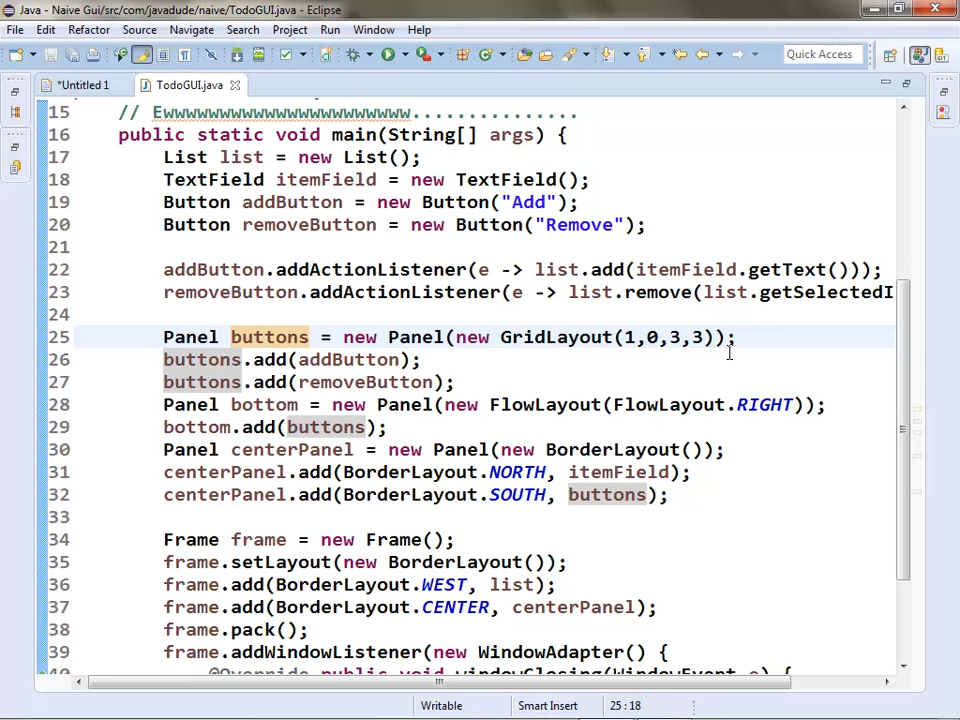 Java - Naive Gui/src/com/javadude/naive/TodoGUI.java - Eclipse
File Edit Refactor Source Navigate Search Project Run Window Help
Quick Access
*Untitled 1 TodoGUI.java
15 // Ewwwwwwwwwwwwwwwwwwwwww...............
16 public static void main(String[] args) {
17 List list = new List();
18 TextField itemField = new TextField();
19 Button addButton = new Button("Add");
20 Button removeButton = new Button("Remove");
21
22 addButton.addActionListener(e -> list.add(itemField.getText()));
23 removeButton.addActionListener(e -> list.remove(list.getSelectedI
24
25 Panel buttons = new Panel(new GridLayout(1,0,3,3));
26 buttons.add(addButton);
27 buttons.add(removeButton);
28 Panel bottom = new Panel(new FlowLayout(FlowLayout.RIGHT));
29 bottom.add(buttons);
30 Panel centerPanel = new Panel(new BorderLayout());
31 centerPanel.add(BorderLayout.NORTH, itemField);
32 centerPanel.add(BorderLayout.SOUTH, buttons);
33
34 Frame frame = new Frame();
35 frame.setLayout(new BorderLayout());
36 frame.add(BorderLayout.WEST, list);
37 frame.add(BorderLayout.CENTER, centerPanel);
38 frame.pack();
39 frame.addWindowListener(new WindowAdapter() {
40 @Override public void windowClosing(WindowEvent e) {
Writable Smart Insert 25 : 18